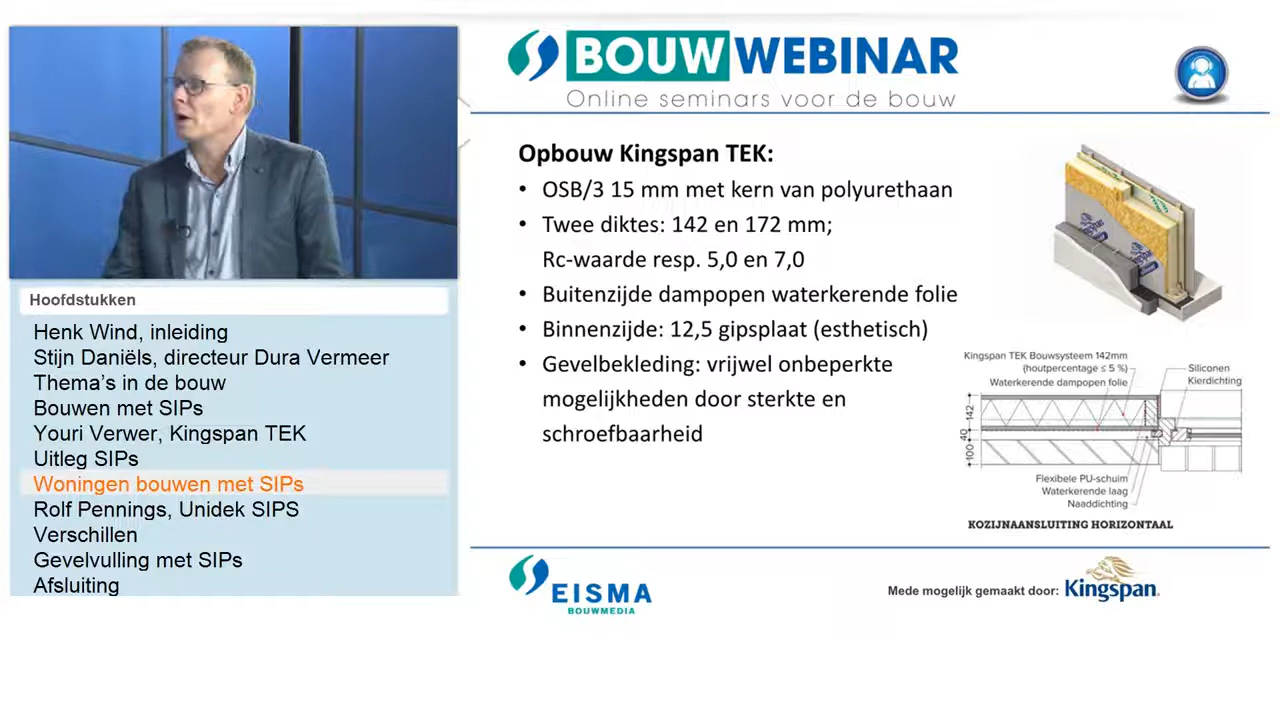 BOUW WEBINAR
Online seminars voor de bouw
Hoofdstukken
Henk Wind, inleiding
Stijn Daniëls, directeur Dura Vermeer
Thema's in de bouw
Bouwen met SIPs
Youri Verwer, Kingspan TEK
Uitleg SIPs
Woningen bouwen met SIPs
Rolf Pennings, Unidek SIPS
Verschillen
Gevelvulling met SIPs
Afsluiting
Opbouw Kingspan TEK:
• OSB/3 15 mm met kern van polyurethaan
• Twee diktes: 142 en 172 mm;
Rc-waarde resp. 5,0 en 7,0
• Buitenzijde dampopen waterkerende folie
• Binnenzijde: 12,5 gipsplaat (esthetisch)
• Gevelbekleding: vrijwel onbeperkte
mogelijkheden door sterkte en
schroefbaarheid
Kingspan TEK Bouwsysteem 142mm
(houtpercentage ≤ 5 %)
Waterkerende dampopen folie
Siliconen
Kierdichting
142
40
100
Flexibele PU-schuim
Waterkerende laag
Naaddichting
KOZIJNAANSLUITING HORIZONTAAL
EISMA
BOUWMEDIA
Mede mogelijk gemaakt door: Kingspan.